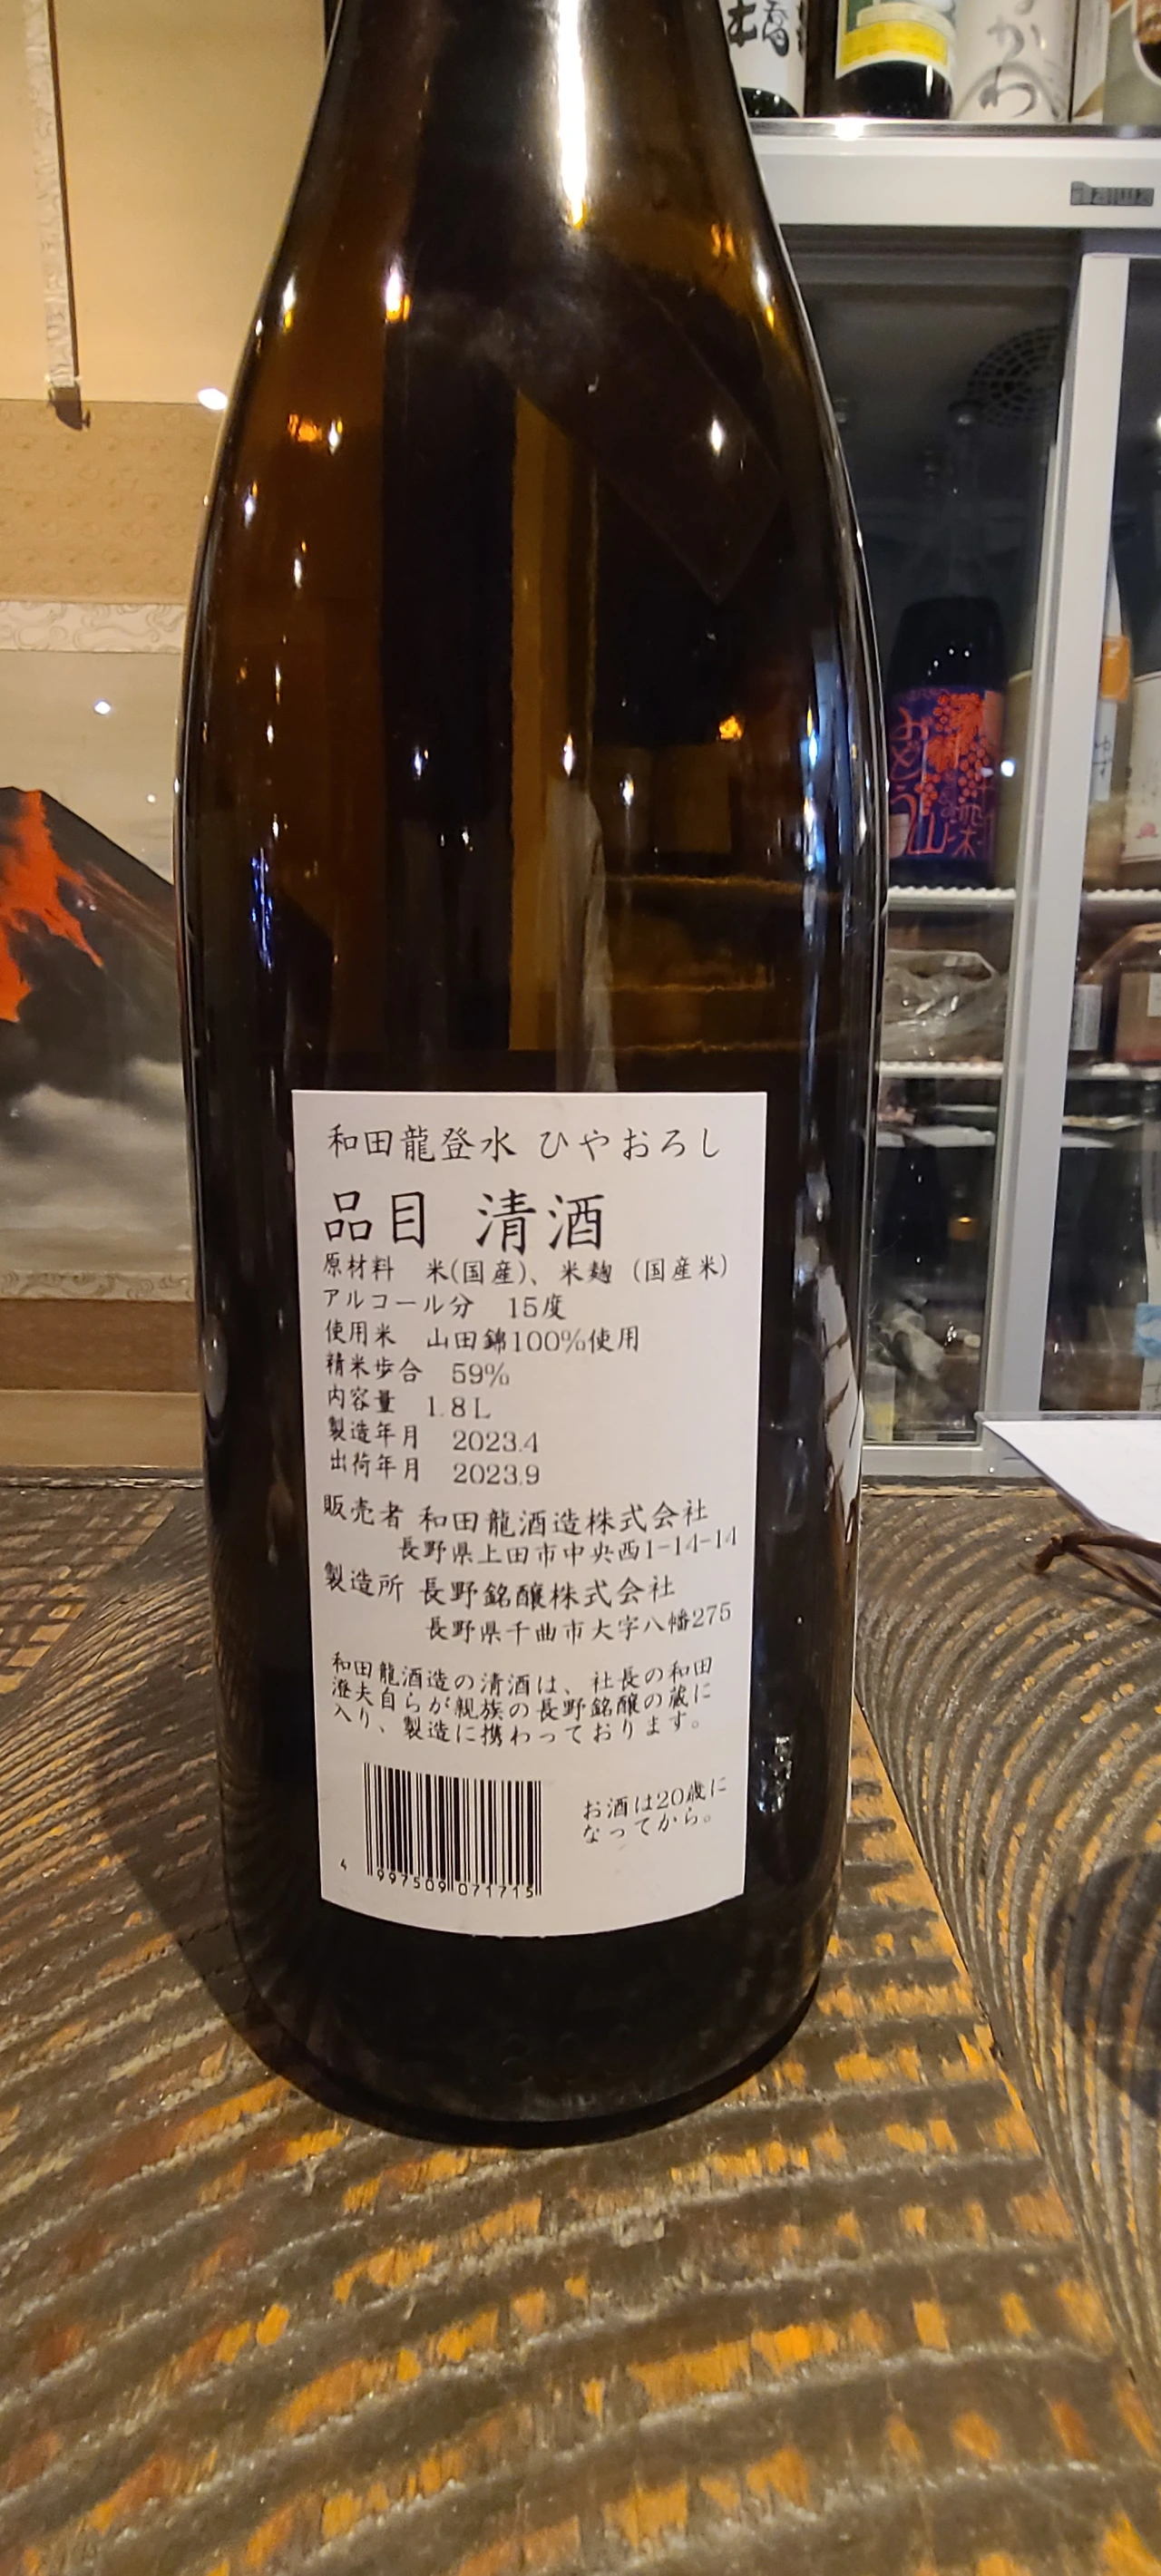 かわ
和田龍登水 ひやおろし
品目 清酒
原材料 米(国産)、米麹 (国産米)
アルコール分 15度
使用米 山田錦100%使用
精米歩合 59%
内容量 1.8L
製造年月 2023.4
出荷年月 2023.9
販売者 和田龍酒造株式会社
長野県上田市中央西1-14-14
製造所 長野銘醸株式会社
長野県千曲市大字八幡275
和田龍酒造の清酒は、社長の和田
澄夫自らが親族の長野銘醸の蔵に
入り、製造に携わっております。
お酒は20歳に
なってから。
4 997509 071715